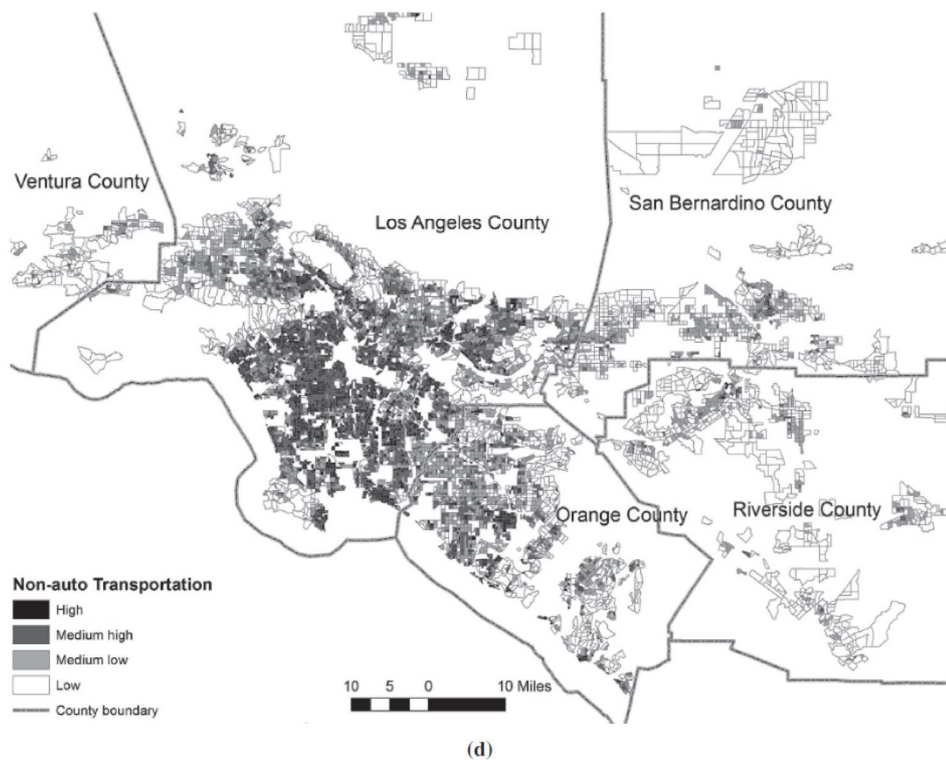 Ventura County
Los Angeles County
San Bernardino County
Orange County
Riverside County
Non-auto Transportation
High
Medium high
Medium low
Low
County boundary
10 5 0 10 Miles
(d)